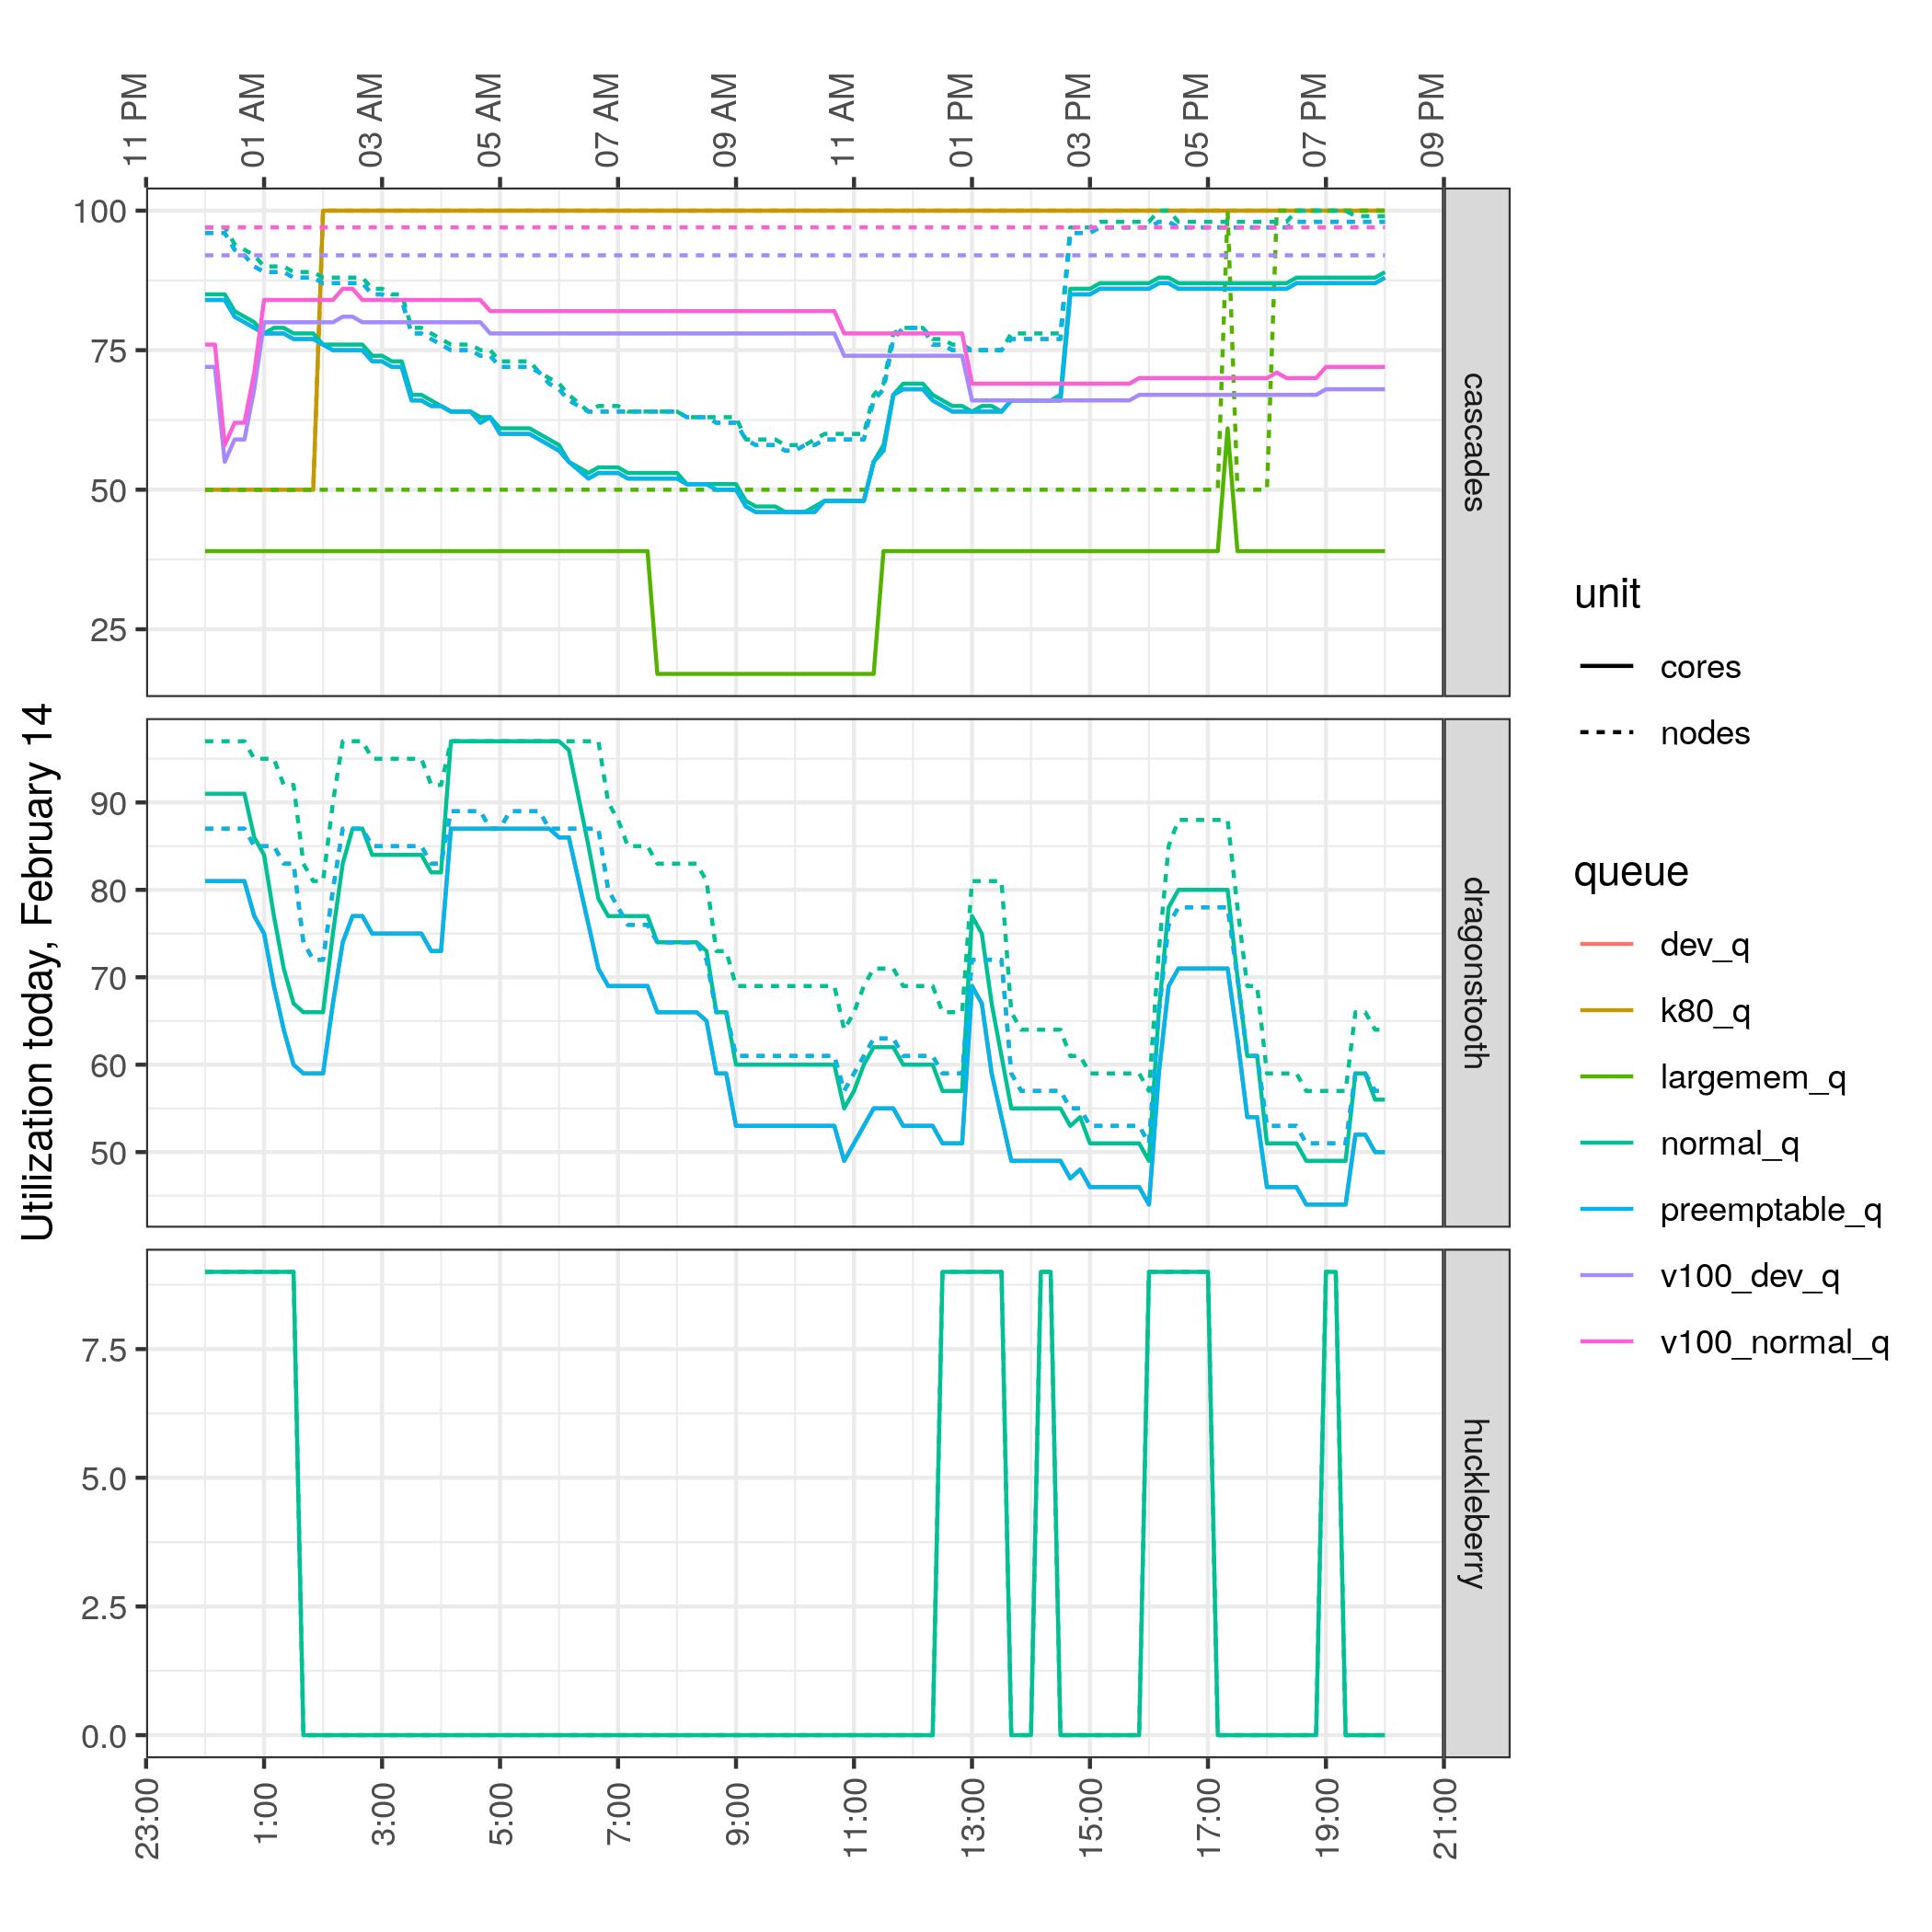 11 PM
01 AM
03 AM
05 AM
07 AM
09 AM
11 AM
01 PM
03 PM
05 PM
07 PM
09 PM
Utilization today, February 14
100
75
50
25
cascades
90
80
70
60
50
dragonstooth
7.5
5.0
2.5
0.0
huckleberry
23:00
1:00
3:00
5:00
7:00
9:00
11:00
13:00
15:00
17:00
19:00
21:00
unit
cores
nodes
queue
dev_q
k80_q
largemem_q
normal_q
preemptable_q
v100_dev_q
v100_normal_q